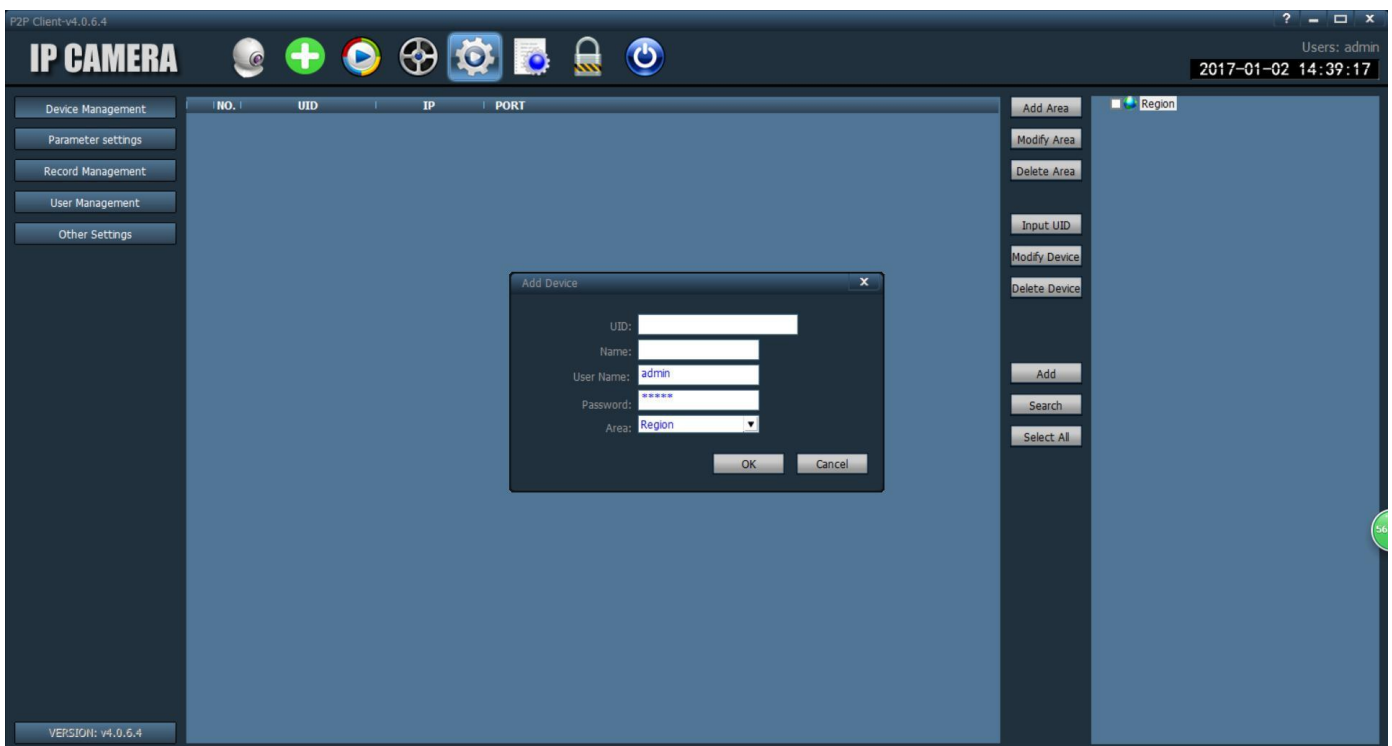 P2P Client-v4.0.6.4
IP CAMERA
Users: admin
2017-01-02 14:39:17
Device Management
Parameter settings
Record Management
User Management
Other Settings
NO. UID IP PORT
Add Area
Modify Area
Delete Area
Input UID
Modify Device
Delete Device
Add
Search
Select All
Region
Add Device
UID:
Name:
User Name: admin
Password: *****
Area: Region
OK Cancel
56
VERSION: v4.0.6.4